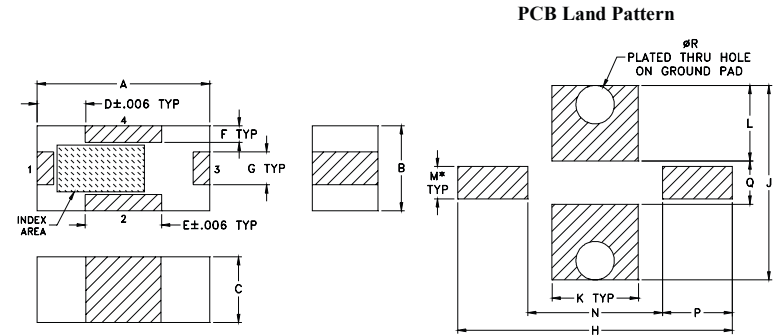 PCB Land Pattern
A
D±.006 TYP
4
F TYP
1
3
G TYP
INDEX
AREA
2
E±.006 TYP
B
C
øR
PLATED THRU HOLE
ON GROUND PAD
L
M*
TYP
Q
J
K TYP
N
P
H